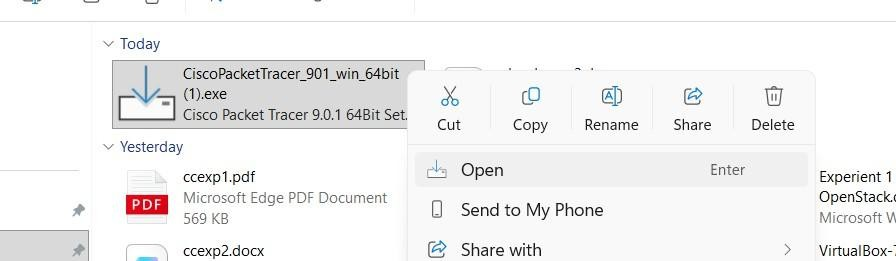 Today
CiscoPacketTracer_901_win_64bit
(1).exe
Cisco Packet Tracer 9.0.1 64Bit Set...
Cut
Copy
Rename
Share
Delete
Yesterday
Open
Enter
ccexp1.pdf
Microsoft Edge PDF Document
569 KB
PDF
Send to My Phone
Experient 1
OpenStack.
Microsoft W
ccexp2.docx
Share with
VirtualBox-7